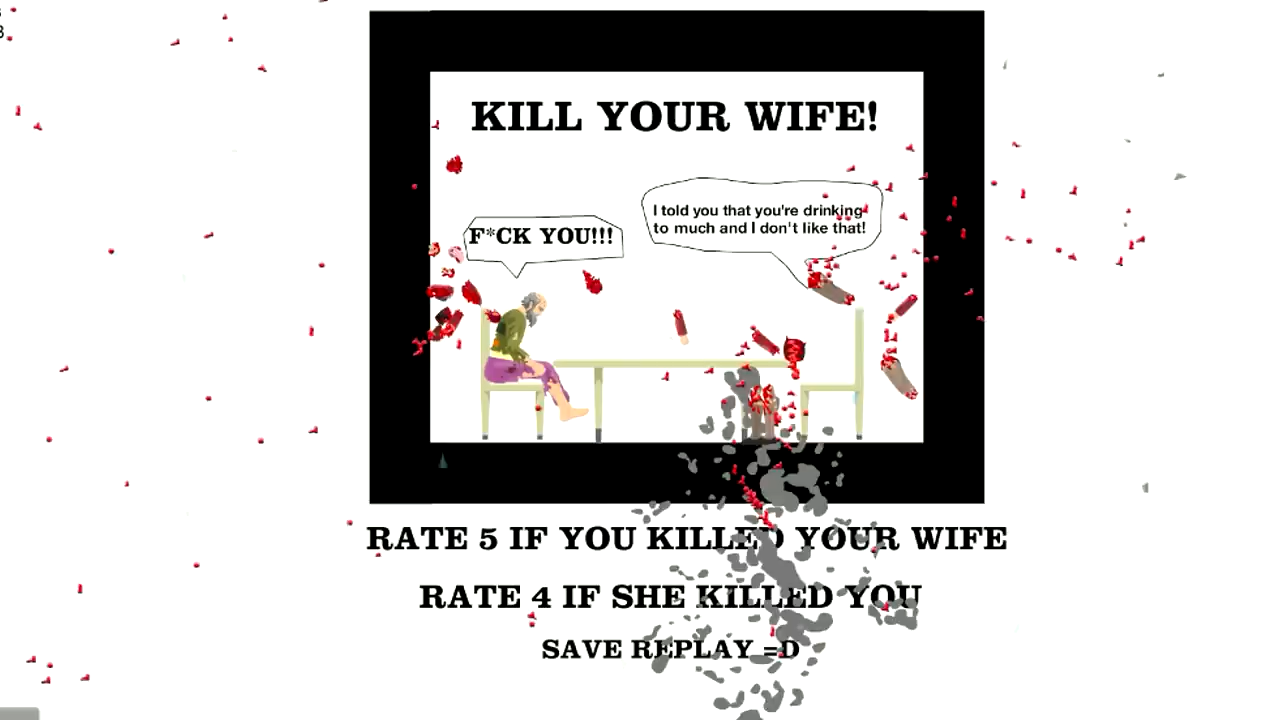 KILL YOUR WIFE!
I told you that you're drinking
to much and I don't like that!
F*CK YOU!!!
RATE 5 IF YOU KILLED YOUR WIFE
RATE 4 IF SHE KILLED YOU
SAVE REPLAY =D